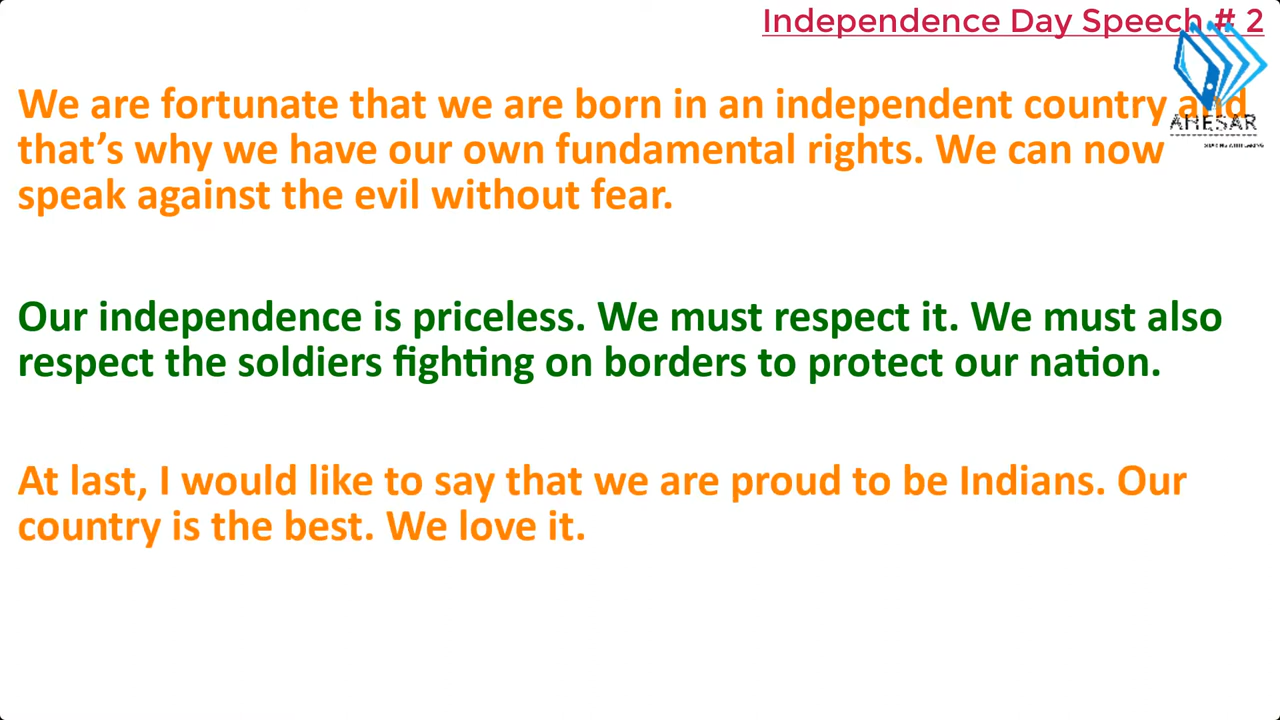 Independence Day Speech # 2
We are fortunate that we are born in an independent country and
that's why we have our own fundamental rights. We can now
speak against the evil without fear.
Our independence is priceless. We must respect it. We must also
respect the soldiers fighting on borders to protect our nation.
At last, I would like to say that we are proud to be Indians. Our
country is the best. We love it.
AHESAR